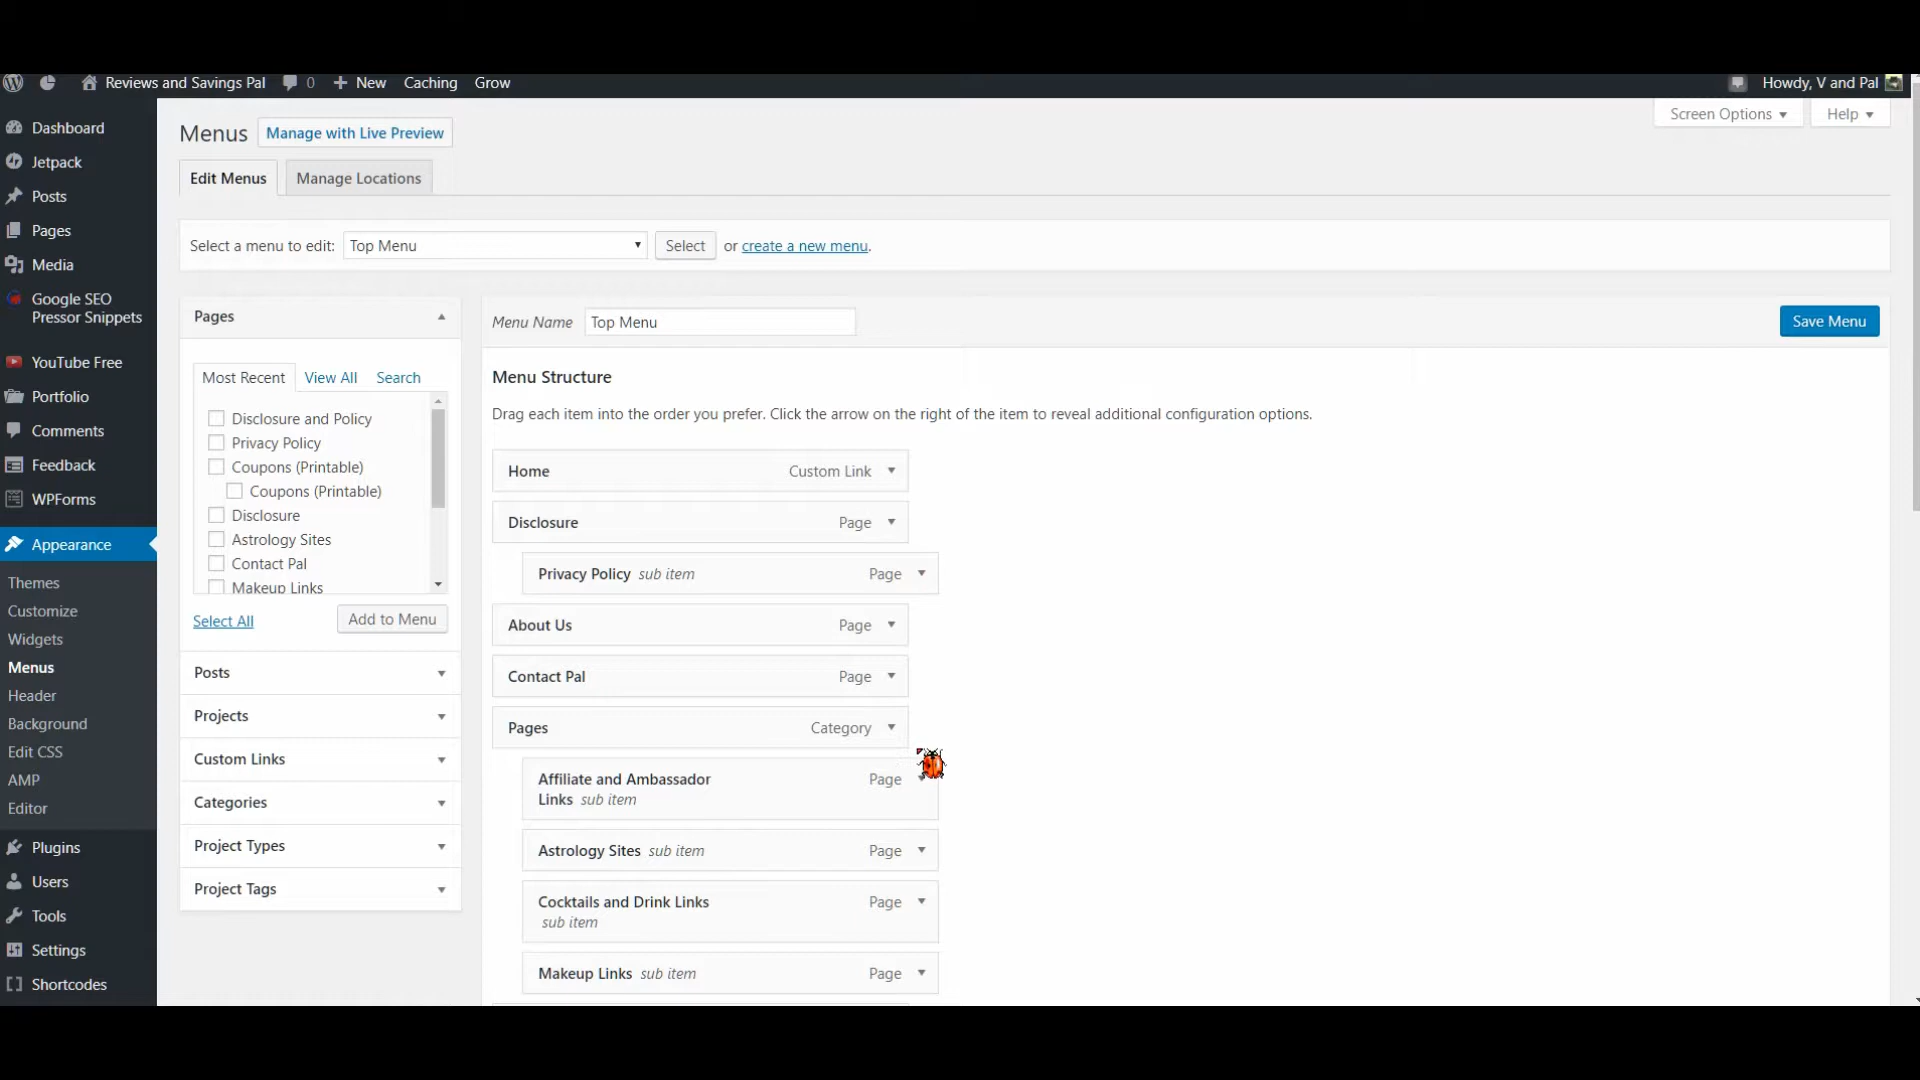 Reviews and Savings Pal 0 New Caching Grow Howdy, V and Pal
Dashboard
Jetpack
Posts
Pages
Media
Google SEO
Pressor Snippets
YouTube Free
Portfolio
Comments
Feedback
WPForms
Appearance
Themes
Customize
Widgets
Menus
Header
Background
Edit CSS
AMP
Editor
Plugins
Users
Tools
Settings
Shortcodes
Menus Manage with Live Preview
Screen Options Help
Edit Menus Manage Locations
Select a menu to edit: Top Menu Select or create a new menu.
Pages
Most Recent View All Search
Disclosure and Policy
Privacy Policy
Coupons (Printable)
Coupons (Printable)
Disclosure
Astrology Sites
Contact Pal
Makeup Links
Select All Add to Menu
Posts
Projects
Custom Links
Categories
Project Types
Project Tags
Menu Name Top Menu Save Menu
Menu Structure
Drag each item into the order you prefer. Click the arrow on the right of the item to reveal additional configuration options.
Home Custom Link
Disclosure Page
Privacy Policy sub item Page
About Us Page
Contact Pal Page
Pages Category
Affiliate and Ambassador Page
Links sub item
Astrology Sites sub item Page
Cocktails and Drink Links Page
sub item
Makeup Links sub item Page